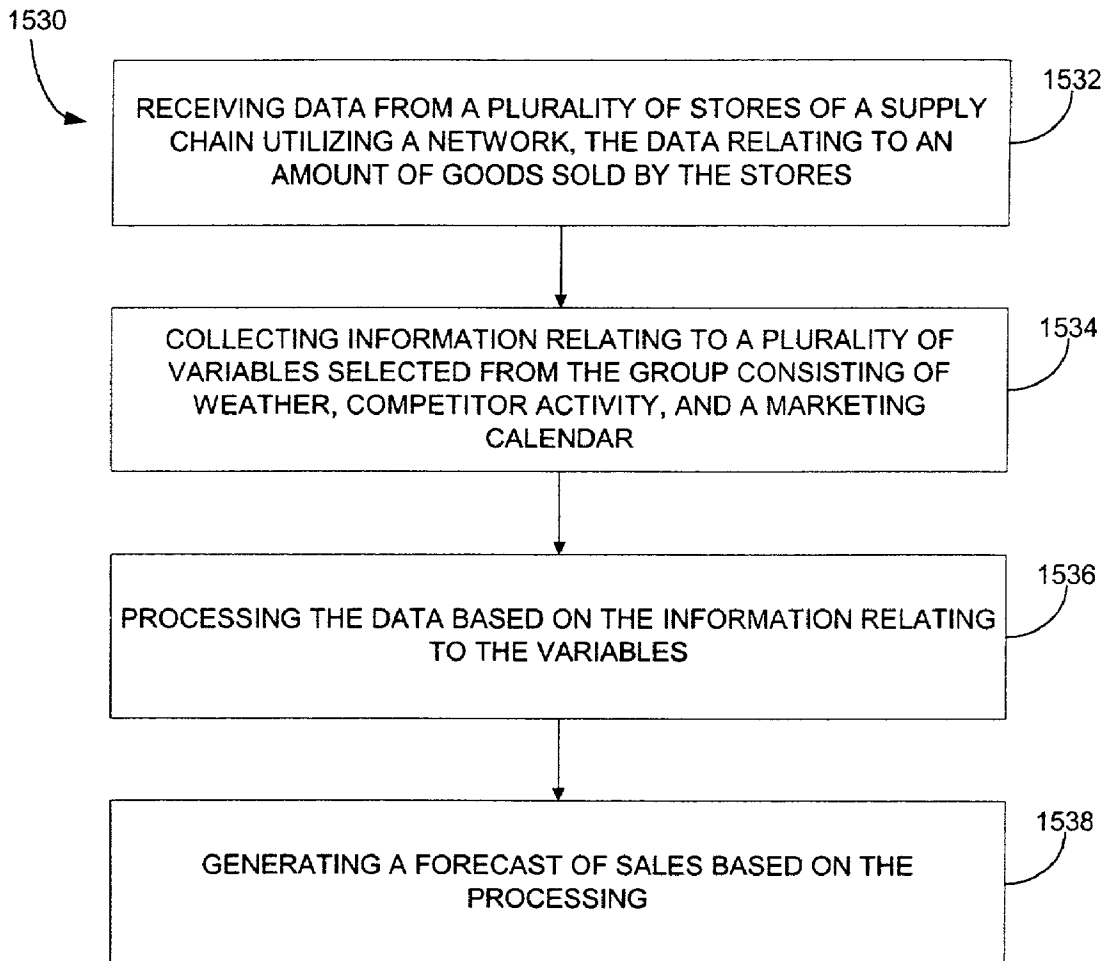 1530
1532
RECEIVING DATA FROM A PLURALITY OF STORES OF A SUPPLY
CHAIN UTILIZING A NETWORK, THE DATA RELATING TO AN
AMOUNT OF GOODS SOLD BY THE STORES
1534
COLLECTING INFORMATION RELATING TO A PLURALITY OF
VARIABLES SELECTED FROM THE GROUP CONSISTING OF
WEATHER, COMPETITOR ACTIVITY, AND A MARKETING
CALENDAR
1536
PROCESSING THE DATA BASED ON THE INFORMATION RELATING
TO THE VARIABLES
1538
GENERATING A FORECAST OF SALES BASED ON THE
PROCESSING